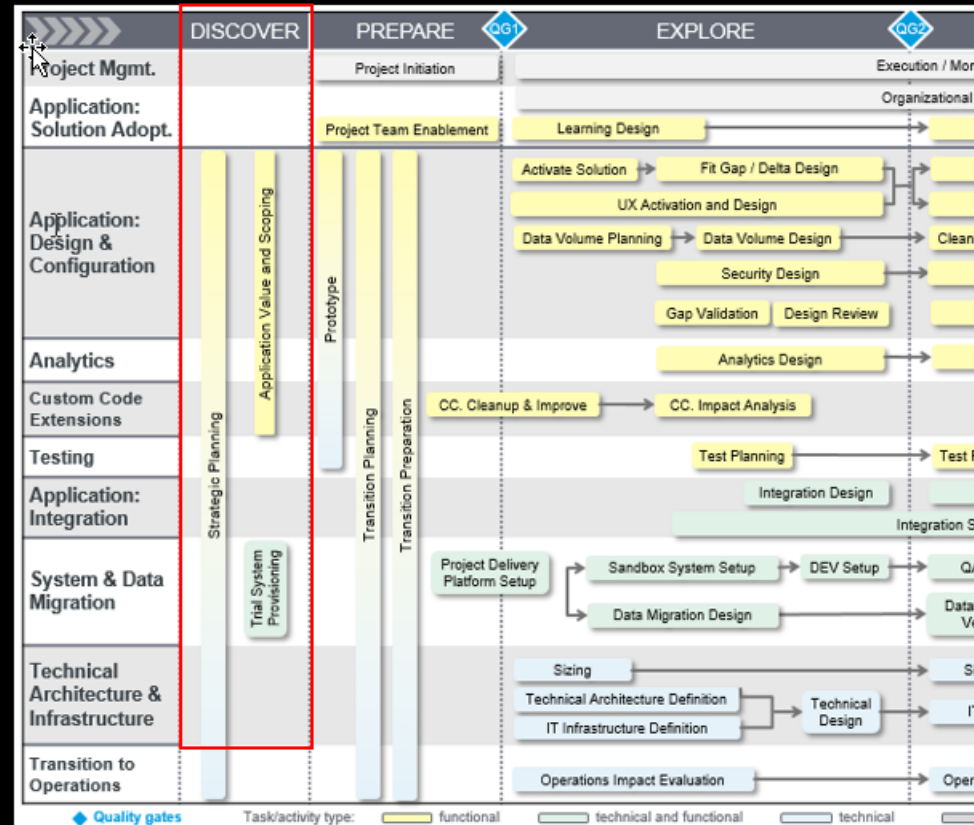 DISCOVER
PREPARE
QG1
EXPLORE
QG2
Project Mgmt.
Project Initiation
Execution / Mor
Organizational
Application:
Solution Adopt.
Project Team Enablement
Learning Design
Application:
Design &
Configuration
Activate Solution
Fit Gap / Delta Design
UX Activation and Design
Data Volume Planning
Data Volume Design
Clean
Security Design
Gap Validation
Design Review
Application Value and Scoping
Prototype
Strategic Planning
Transition Planning
Transition Preparation
Analytics
Analytics Design
Custom Code
Extensions
CC. Cleanup & Improve
CC. Impact Analysis
Testing
Test Planning
Test
Application:
Integration
Integration Design
Integration S
System & Data
Migration
Trial System
Provisioning
Project Delivery
Platform Setup
Sandbox System Setup
DEV Setup
QA
Data Migration Design
Data
Technical
Architecture &
Infrastructure
Sizing
Technical Architecture Definition
IT Infrastructure Definition
Technical
Design
Transition to
Operations
Operations Impact Evaluation
Oper
Quality gates
Task/activity type:
functional
technical and functional
technical